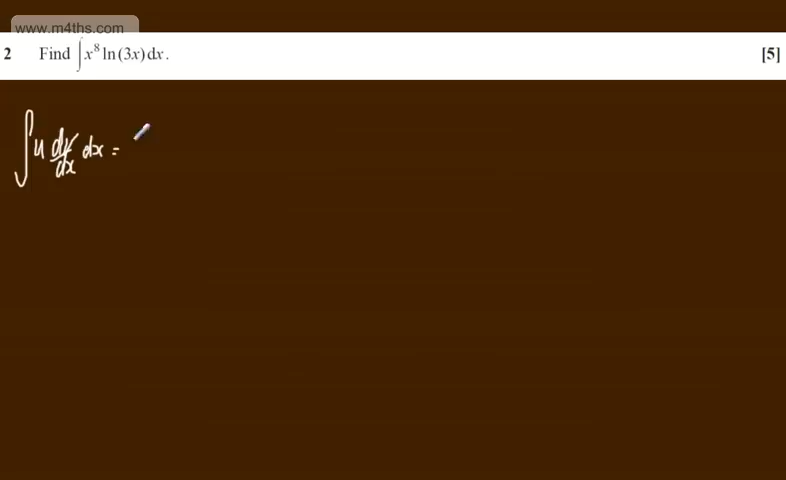 www.m4ths.com
2 Find ∫x⁸ ln(3x)dx. [5]
∫u dv/dx dx =